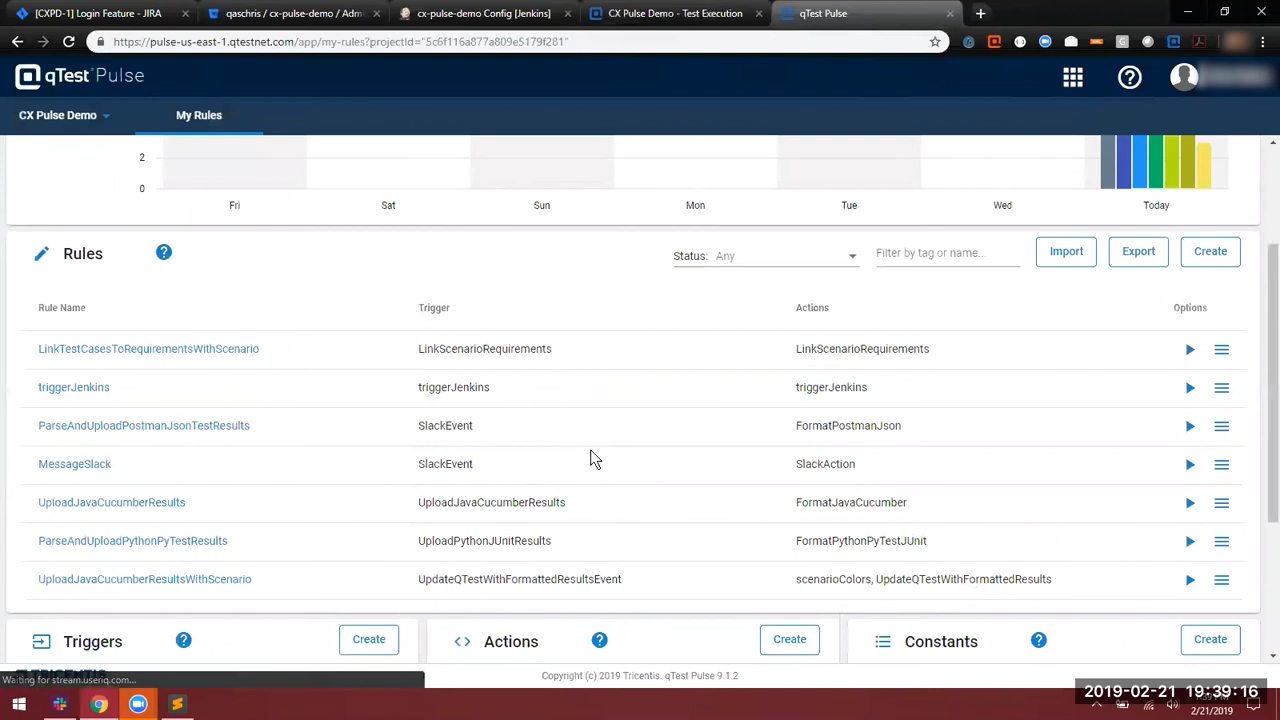 [CXPD-1] Login Feature - JIRA
qaschris / cx-pulse-demo / Admi
cx-pulse-demo Config [Jenkins]
CX Pulse Demo - Test Execution
qTest Pulse
https://pulse-us-east-1.qtestnet.com/app/my-rules?projectId="5c6f116a877a809e5179f281"
qTest Pulse
CX Pulse Demo
My Rules
2
0
Fri
Sat
Sun
Mon
Tue
Wed
Today
Rules
Status: Any
Filter by tag or name...
Import
Export
Create
Rule Name
Trigger
Actions
Options
LinkTestCasesToRequirementsWithScenario
LinkScenarioRequirements
LinkScenarioRequirements
triggerJenkins
triggerJenkins
triggerJenkins
ParseAndUploadPostmanJsonTestResults
SlackEvent
FormatPostmanJson
MessageSlack
SlackEvent
SlackAction
UploadJavaCucumberResults
UploadJavaCucumberResults
FormatJavaCucumber
ParseAndUploadPythonPyTestResults
UploadPythonJUnitResults
FormatPythonPyTestJUnit
UploadJavaCucumberResultsWithScenario
UpdateQTestWithFormattedResultsEvent
scenarioColors, UpdateQTestWithFormattedResults
Triggers
Create
Actions
Create
Constants
Create
TRICENTIS
Waiting for stream.useriq.com...
Copyright (c) 2019 Tricentis. qTest Pulse 9.1.2
2019-02-21 19:39:16
2/21/2019